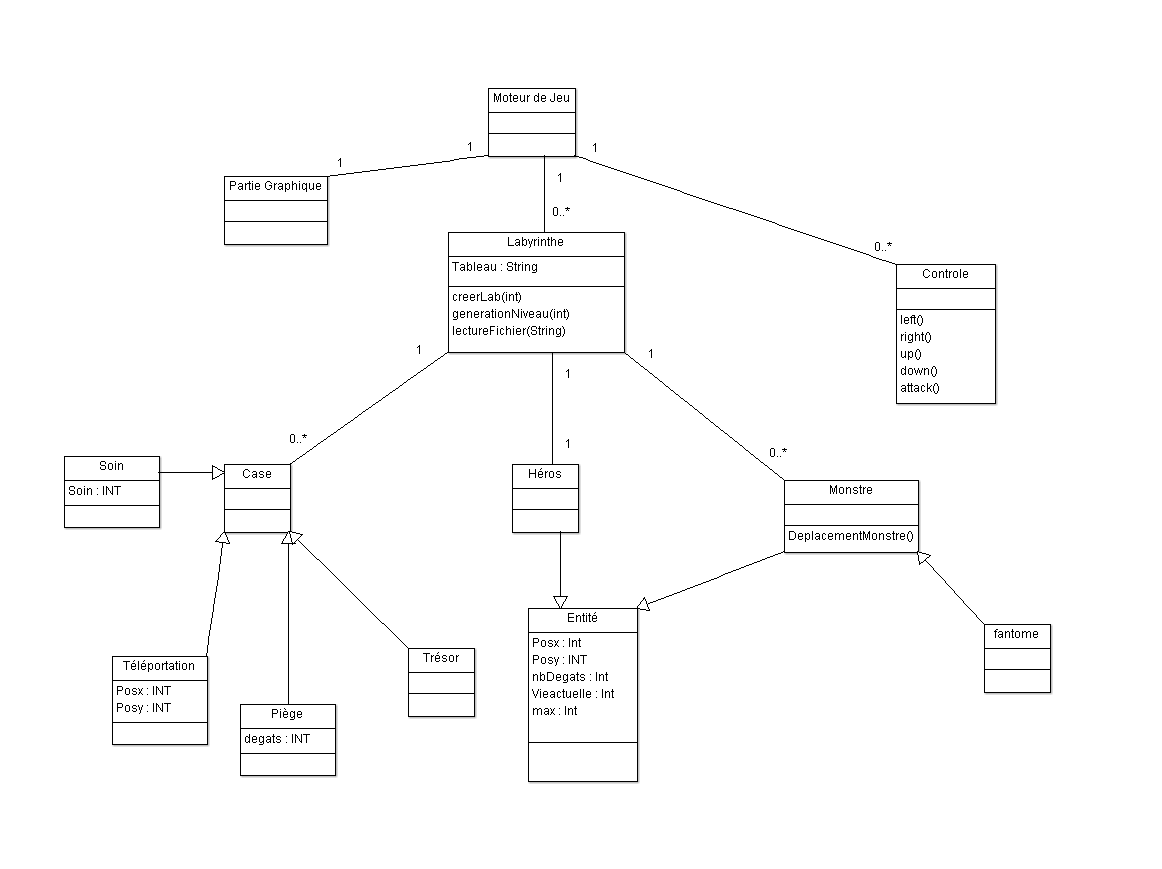 Moteur de Jeu
1
1
1
1
Partie Graphique
0..*
Labyrinthe
Tableau : String
creerLab(int)
generationNiveau(int)
lectureFichier(String)
0..*
Controle
left()
right()
up()
down()
attack()
1
1
1
0..*
1
0..*
Soin
Soin : INT
Case
Héros
Monstre
DeplacementMonstre()
Entité
Posx : Int
Posy : INT
nbDegats : Int
Vieactuelle : Int
max : Int
fantome
Téléportation
Posx : INT
Posy : INT
Trésor
Piège
degats : INT